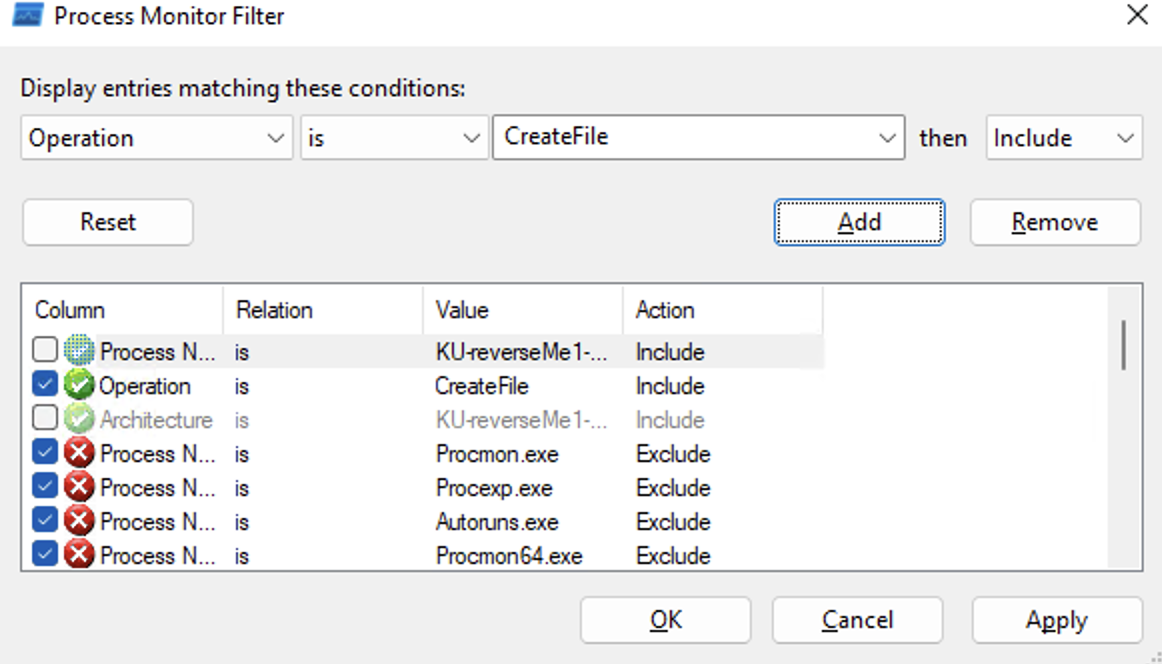 Process Monitor Filter
Display entries matching these conditions:
Operation is CreateFile then Include
Reset Add Remove
Column Relation Value Action
Process N... is KU-reverseMe1-... Include
Operation is CreateFile Include
Architecture is KU-reverseMe1-... Include
Process N... is Procmon.exe Exclude
Process N... is Procexp.exe Exclude
Process N... is Autoruns.exe Exclude
Process N... is Procmon64.exe Exclude
OK Cancel Apply